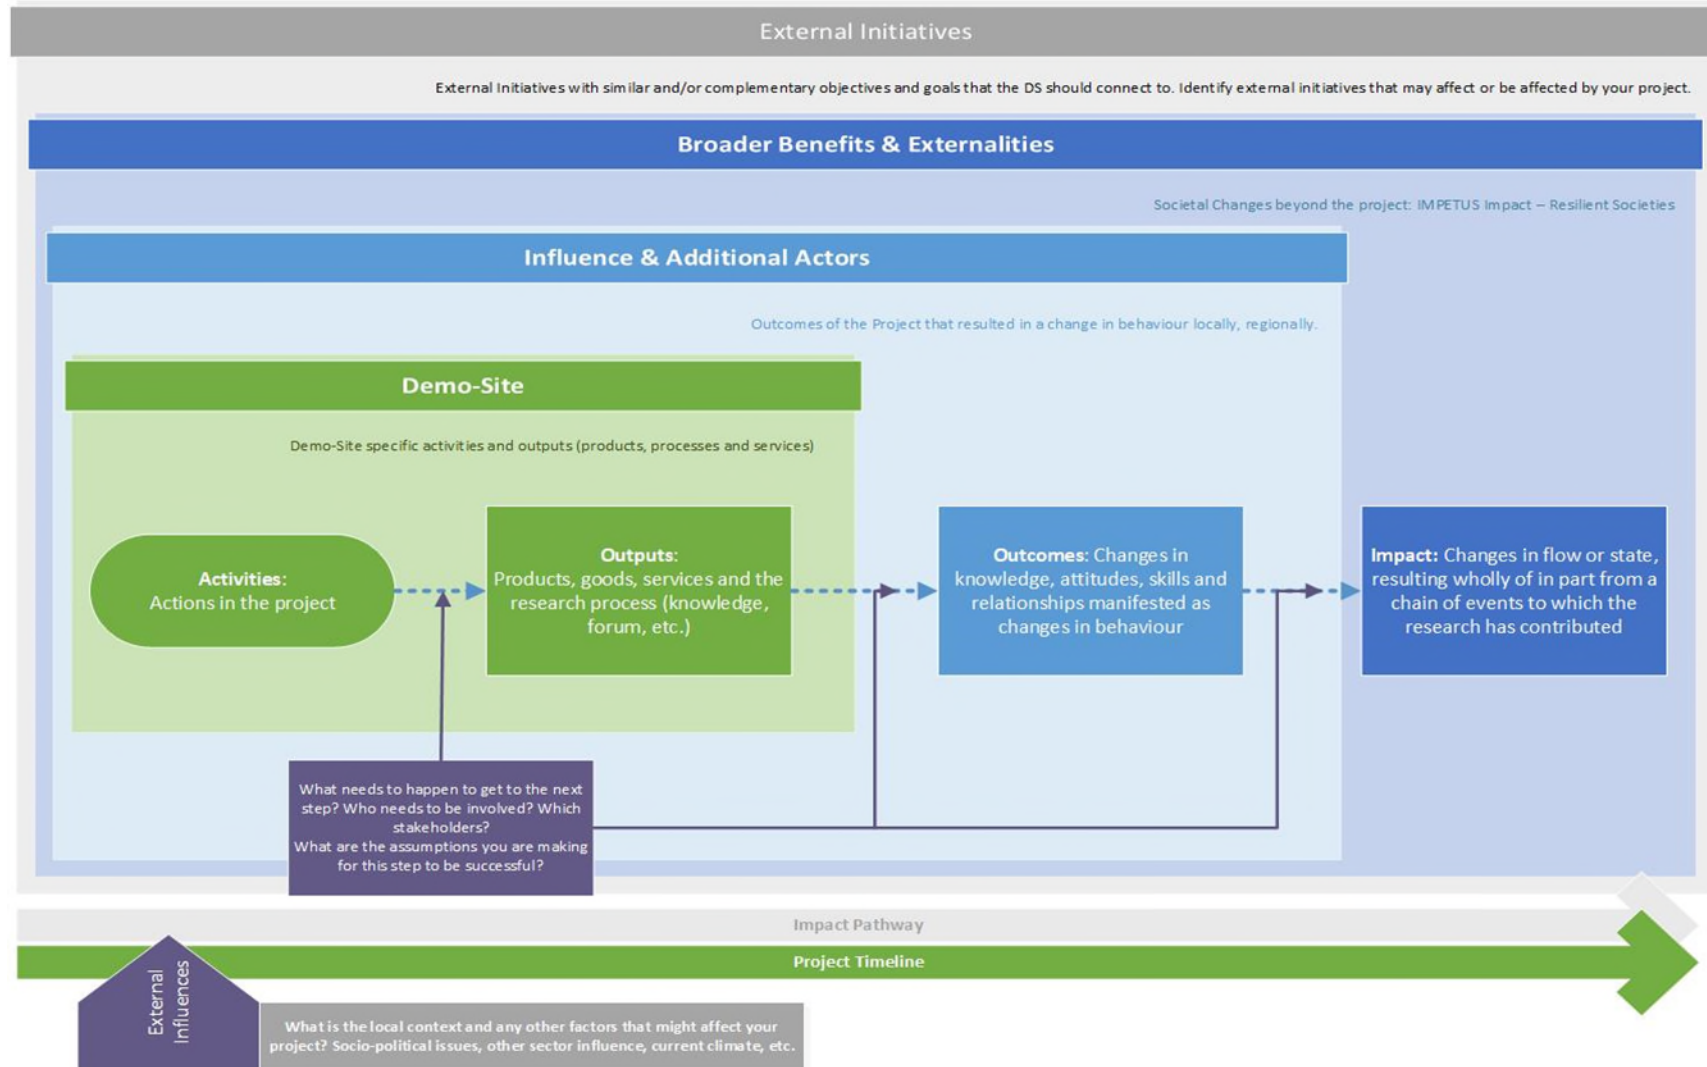 External Initiatives
External Initiatives with similar and/or complementary objectives and goals that the DS should connect to. Identify external initiatives that may affect or be affected by your project.
Broader Benefits & Externalities
Societal Changes beyond the project: IMPETUS Impact – Resilient Societies
Influence & Additional Actors
Outcomes of the Project that resulted in a change in behaviour locally, regionally.
Demo-Site
Demo-Site specific activities and outputs (products, processes and services)
Activities:
Actions in the project
Outputs:
Products, goods, services and the
research process (knowledge,
forum, etc.)
Outcomes: Changes in
knowledge, attitudes, skills and
relationships manifested as
changes in behaviour
Impact: Changes in flow or state,
resulting wholly of in part from a
chain of events to which the
research has contributed
What needs to happen to get to the next
step? Who needs to be involved? Which
stakeholders?
What are the assumptions you are making
for this step to be successful?
Impact Pathway
Project Timeline
External
Influences
What is the local context and any other factors that might affect your
project? Socio-political issues, other sector influence, current climate, etc.